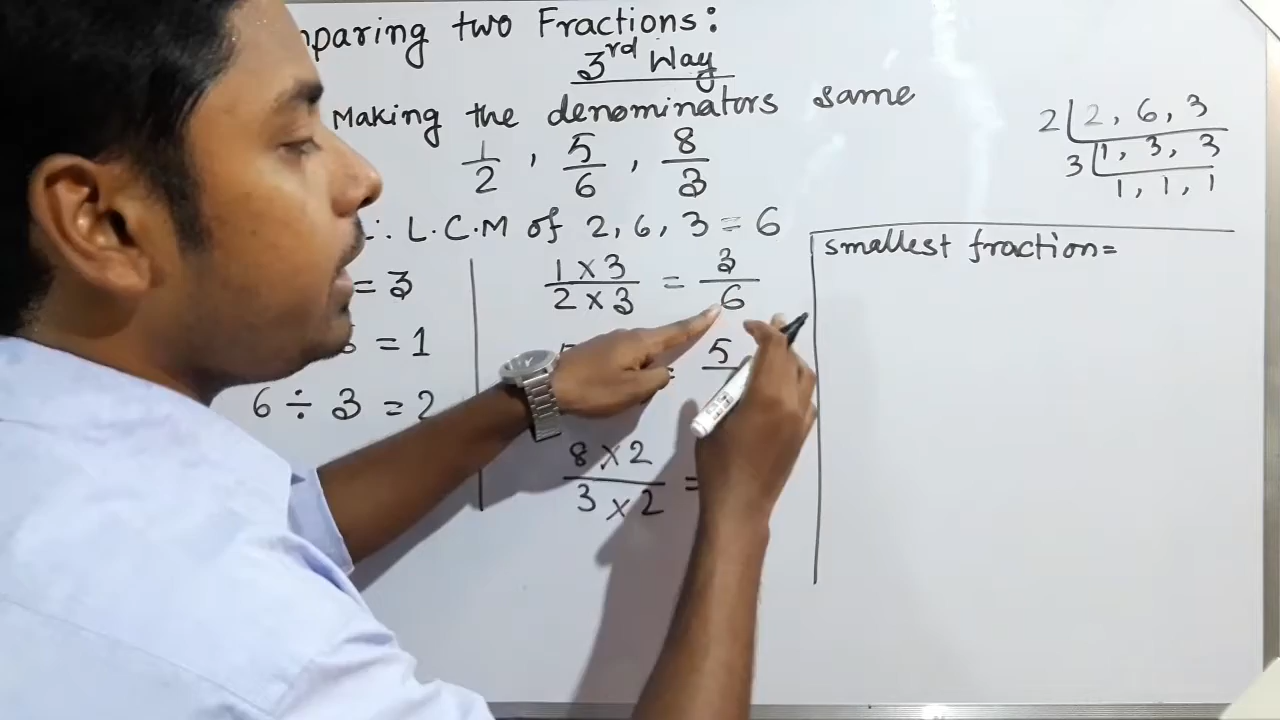 two Fractions:
3rd Way
Making the denominators same
1/2 , 5/6 , 8/3
∴ L.C.M of 2, 6, 3 = 6
2 | 2, 6, 3
3 | 1, 3, 3
1, 1, 1
= 3
= 1
6 ÷ 3 = 2
1 × 3 / 2 × 3 = 3/6
= 5
8 × 2 / 3 × 2 =
smallest fraction=